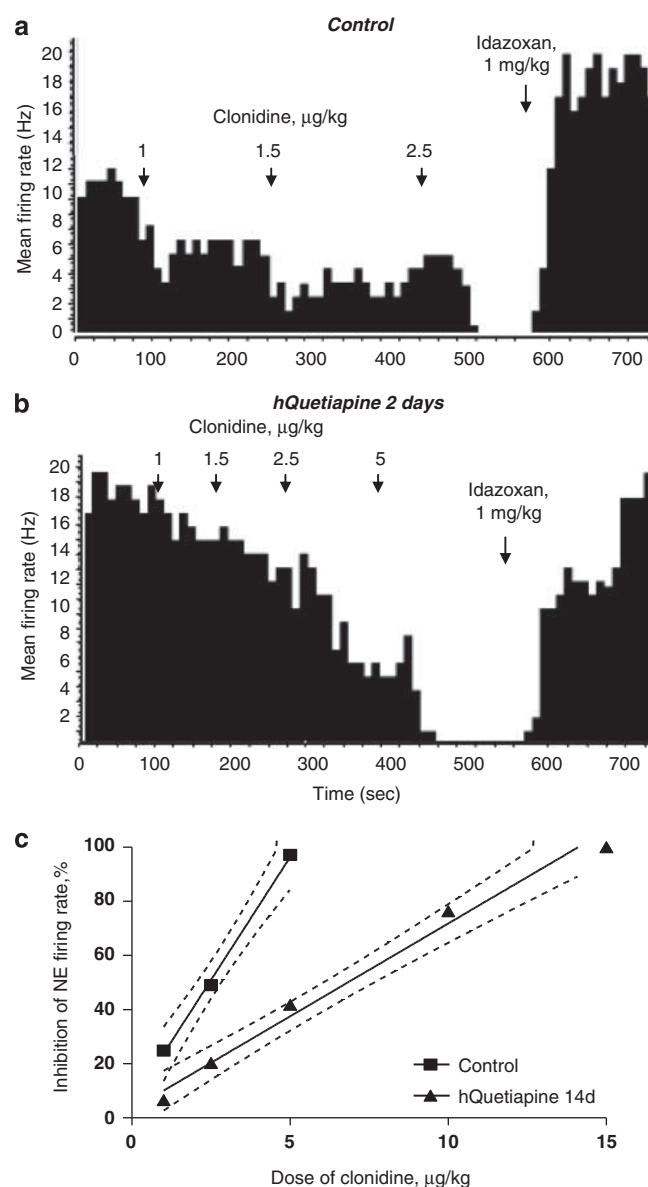 a
Control
Idazoxan,
1 mg/kg
Clonidine, μg/kg
1 1.5 2.5
Mean firing rate (Hz)
20
18
16
14
12
10
8
6
4
2
0
0 100 200 300 400 500 600 700
b
hQuetiapine 2 days
Clonidine, μg/kg
1 1.5 2.5 5
Idazoxan,
1 mg/kg
Mean firing rate (Hz)
20
18
16
14
12
10
8
6
4
2
0 100 200 300 400 500 600 700
Time (sec)
c
Inhibition of NE firing rate,%
100
80
60
40
20
0
Control
hQuetiapine 14d
0 5 10 15
Dose of clonidine, μg/kg